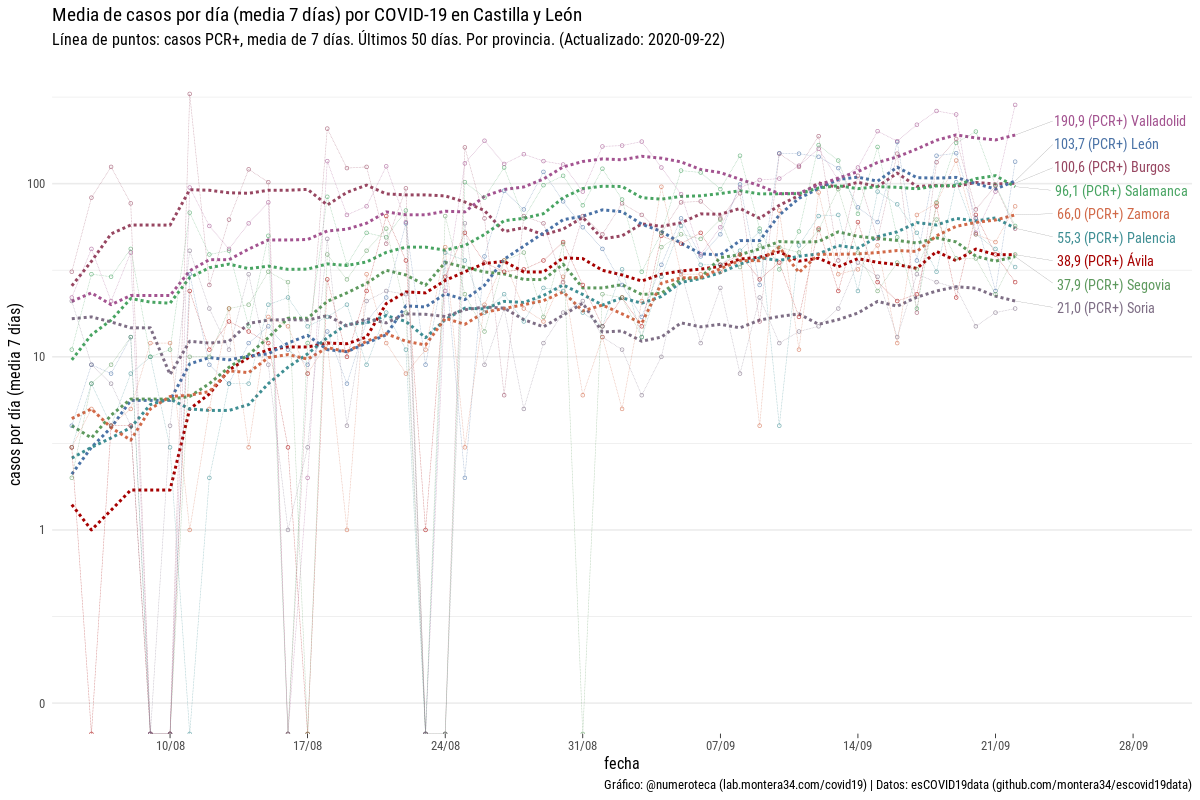 Media de casos por día (media 7 días) por COVID-19 en Castilla y León
Línea de puntos: casos PCR+, media de 7 días. Últimos 50 días. Por provincia. (Actualizado: 2020-09-22)
casos por día (media 7 días)
100
10
1
0
190,9 (PCR+) Valladolid
103,7 (PCR+) León
100,6 (PCR+) Burgos
96,1 (PCR+) Salamanca
66,0 (PCR+) Zamora
55,3 (PCR+) Palencia
38,9 (PCR+) Ávila
37,9 (PCR+) Segovia
21,0 (PCR+) Soria
10/08 17/08 24/08 31/08 07/09 14/09 21/09 28/09
fecha
Gráfico: @numeroteca (lab.montera34.com/covid19) | Datos: esCOVID19data (github.com/montera34/escovid19data)